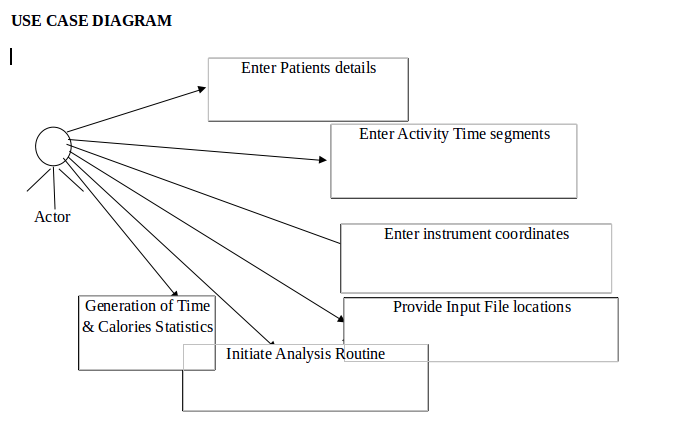 USE CASE DIAGRAM
Enter Patients details
Enter Activity Time segments
Actor
Enter instrument coordinates
Generation of Time
& Calories Statistics
Provide Input File locations
Initiate Analysis Routine